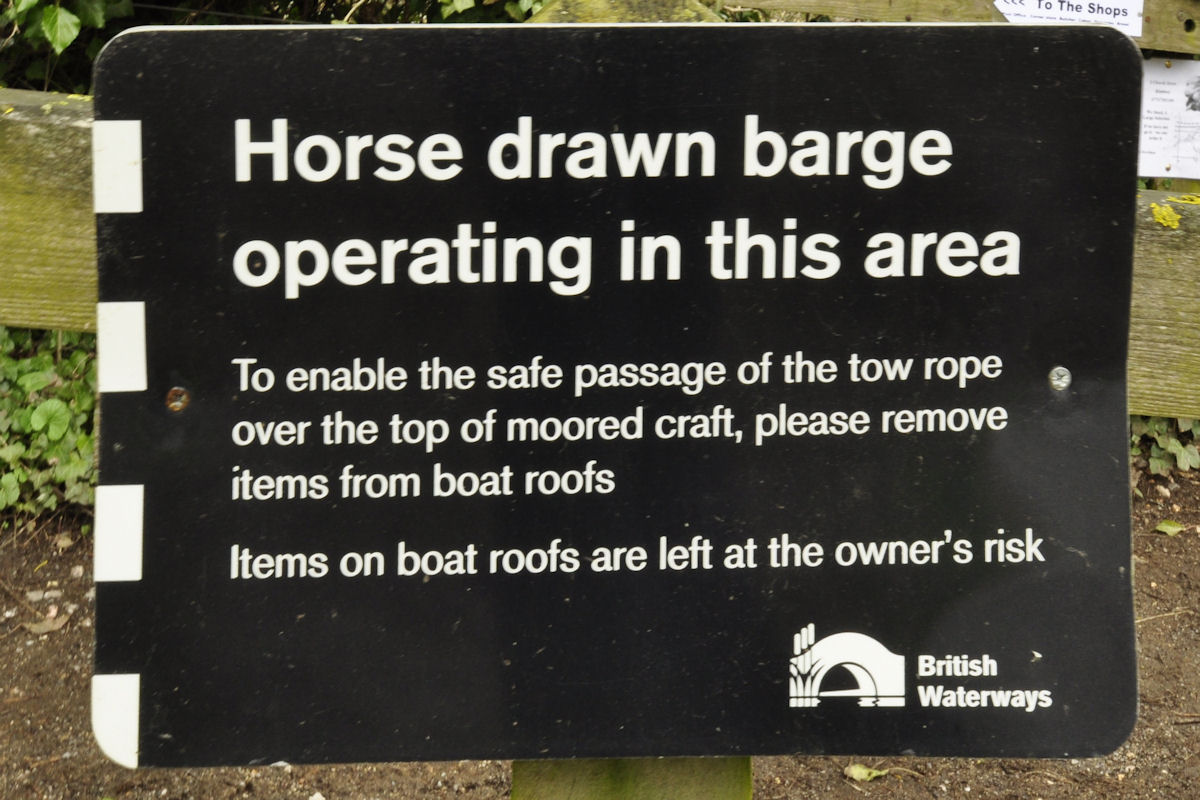 <<< To The Shops
Horse drawn barge
operating in this area
To enable the safe passage of the tow rope
over the top of moored craft, please remove
items from boat roofs
Items on boat roofs are left at the owner's risk
British
Waterways